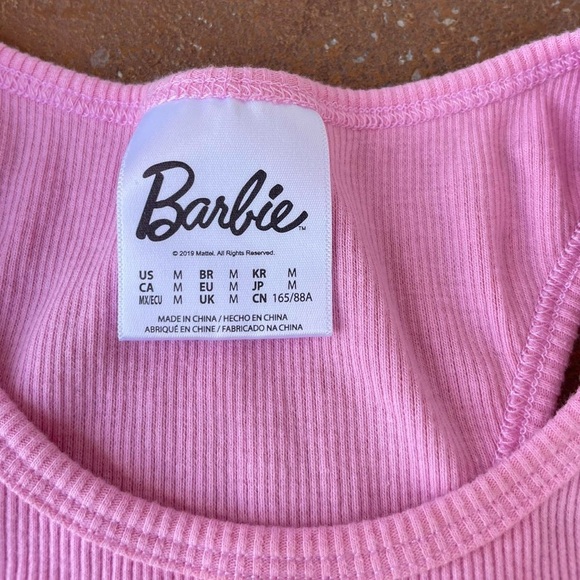 Barbie™
© 2019 Mattel. All Rights Reserved.
US M BR M KR M
CA M EU M JP M
MX/ECU M UK M CN 165/88A
MADE IN CHINA / HECHO EN CHINA
ABRIQUÉ EN CHINE / FABRICADO NA CHINA